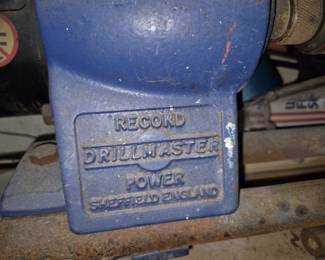 RECORD
DRILLMASTER
POWER
SHEFFIELD ENGLAND